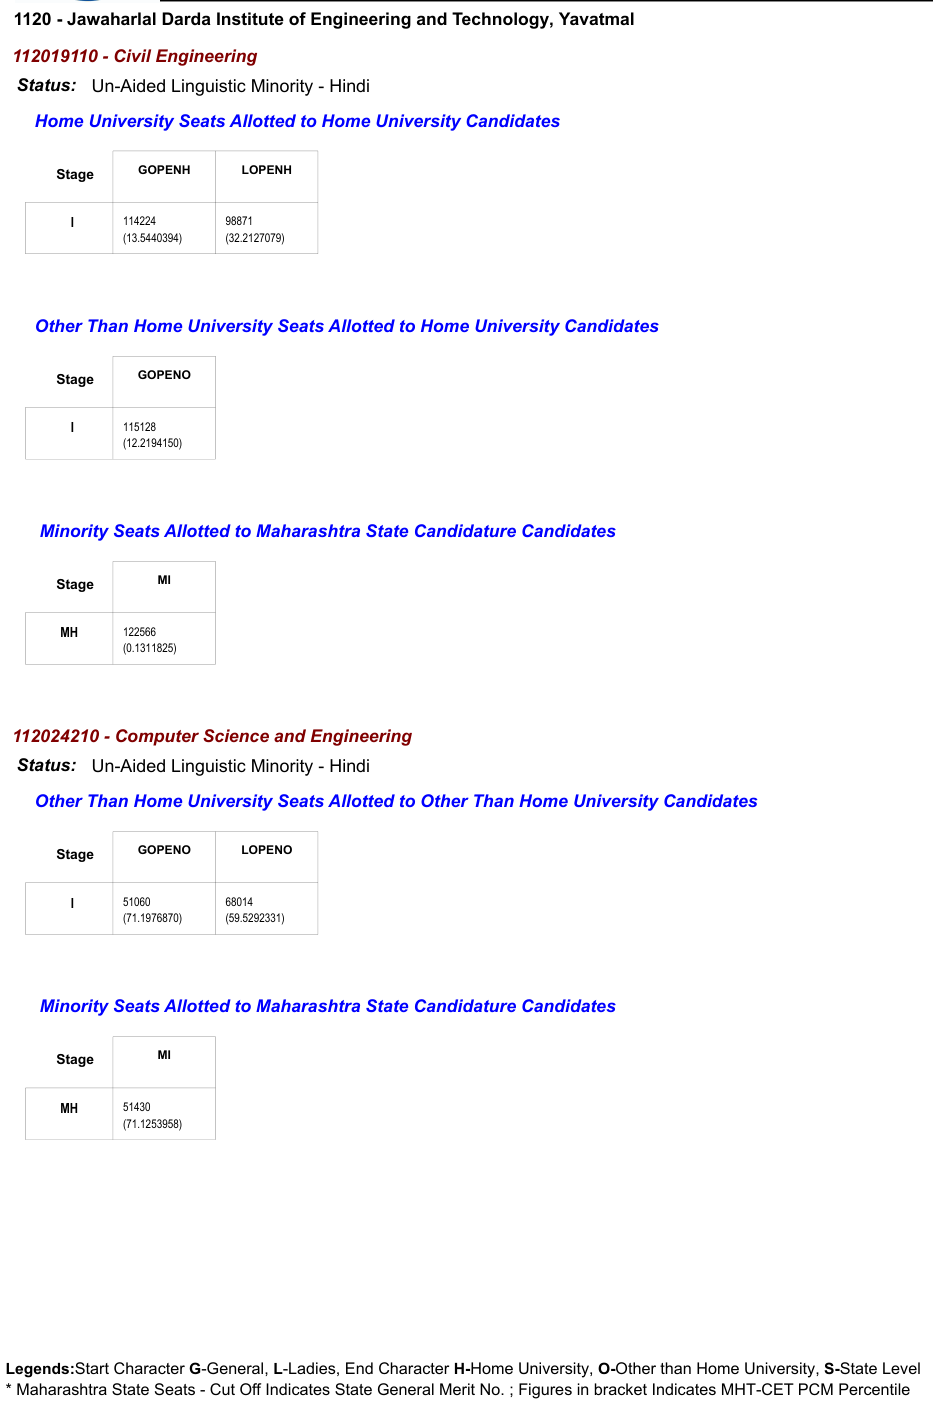 1120 - Jawaharlal Darda Institute of Engineering and Technology, Yavatmal
112019110 - Civil Engineering
Status: Un-Aided Linguistic Minority - Hindi
Home University Seats Allotted to Home University Candidates
Stage GOPENH LOPENH
I 114224 98871
(13.5440394) (32.2127079)
Other Than Home University Seats Allotted to Home University Candidates
Stage GOPENO
I 115128
(12.2194150)
Minority Seats Allotted to Maharashtra State Candidature Candidates
Stage MI
MH 122566
(0.1311825)
112024210 - Computer Science and Engineering
Status: Un-Aided Linguistic Minority - Hindi
Other Than Home University Seats Allotted to Other Than Home University Candidates
Stage GOPENO LOPENO
I 51060 68014
(71.1976870) (59.5292331)
Minority Seats Allotted to Maharashtra State Candidature Candidates
Stage MI
MH 51430
(71.1253958)
Legends:Start Character G-General, L-Ladies, End Character H-Home University, O-Other than Home University, S-State Level
* Maharashtra State Seats - Cut Off Indicates State General Merit No. ; Figures in bracket Indicates MHT-CET PCM Percentile